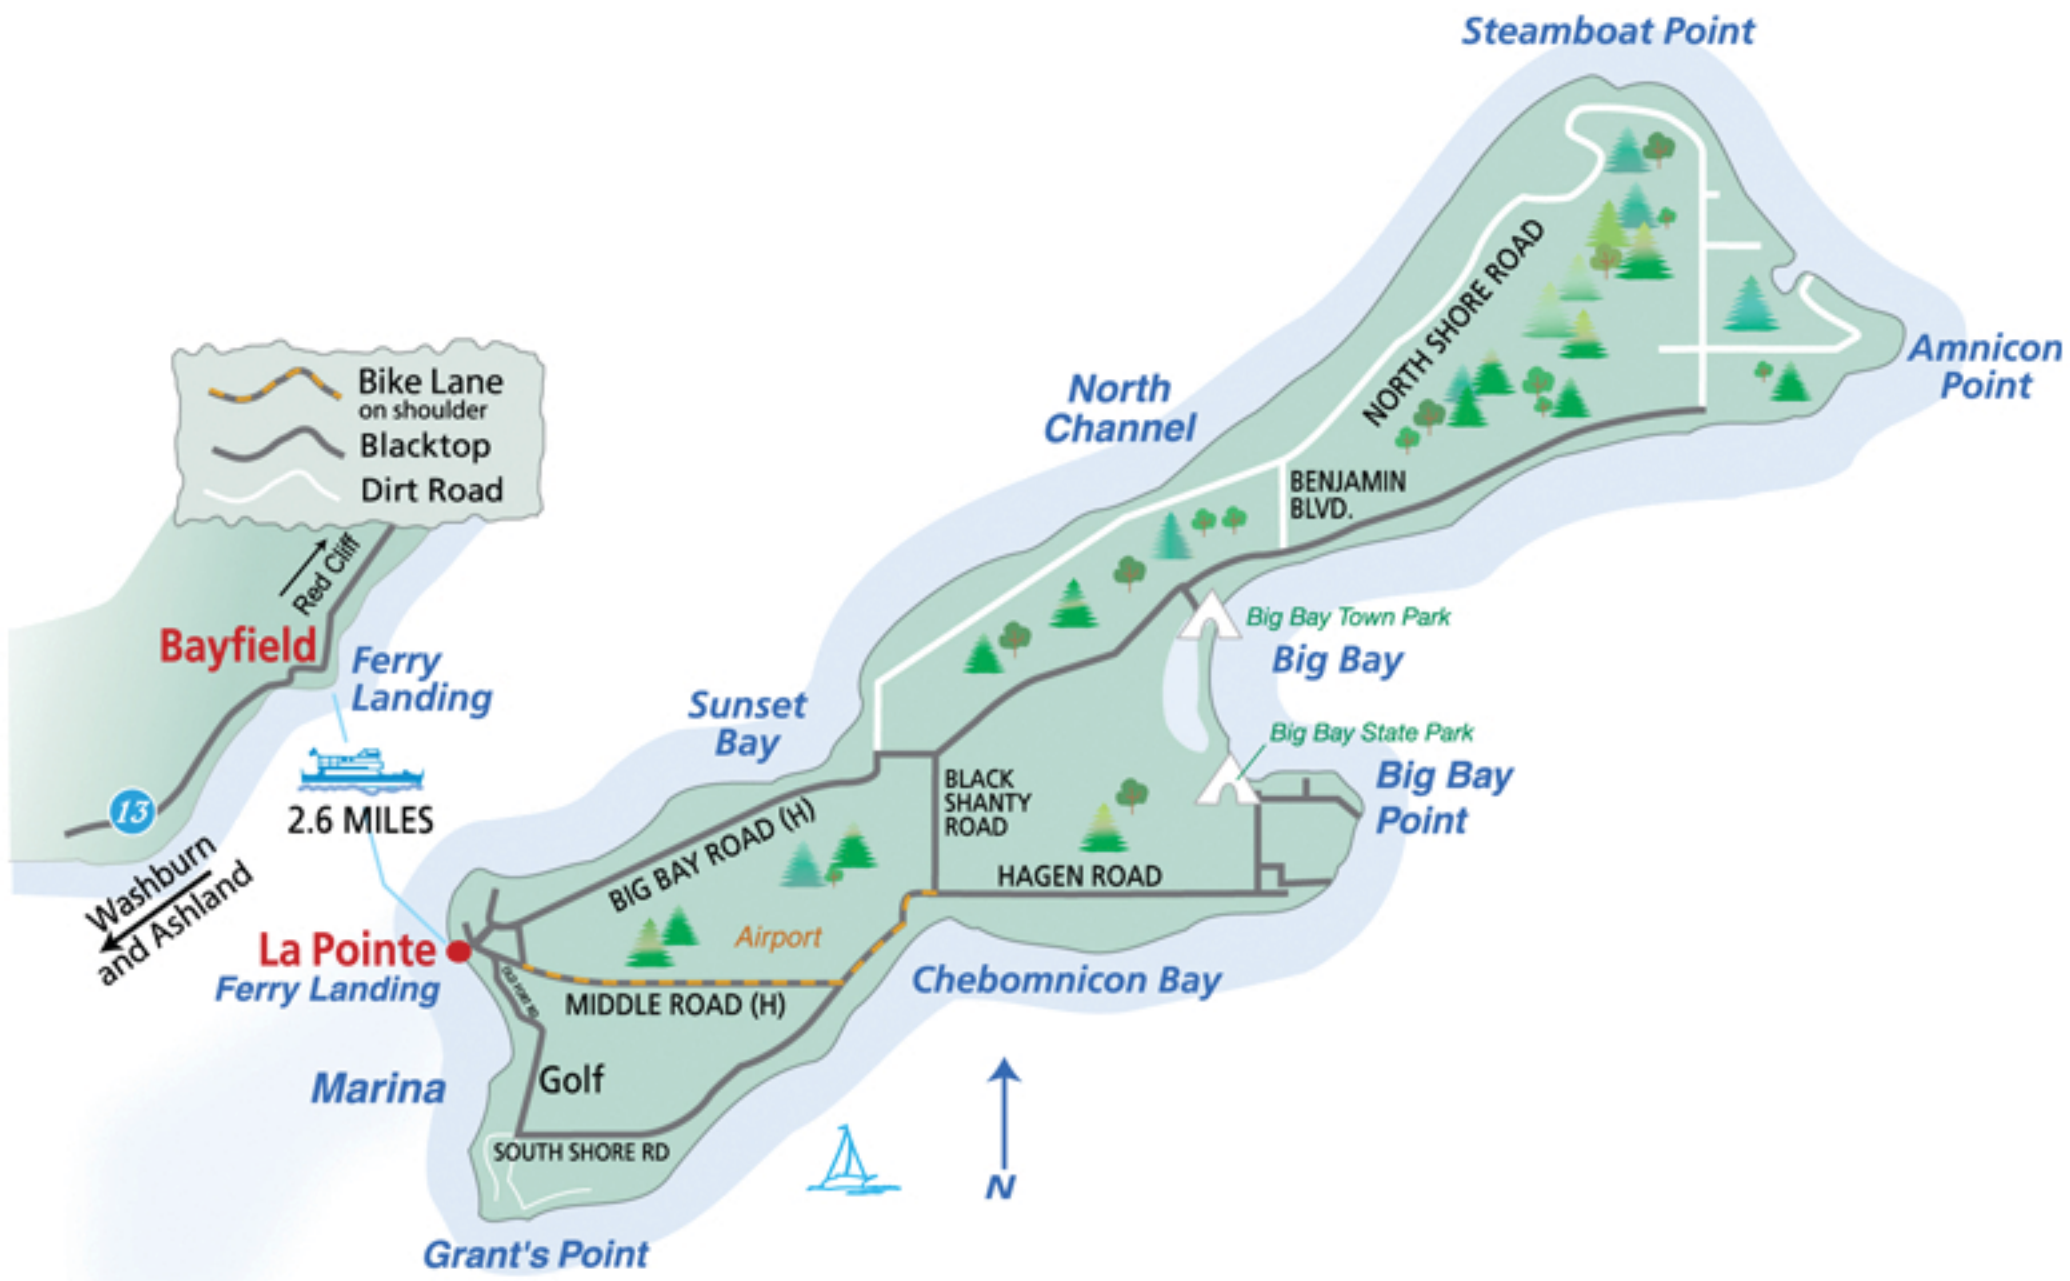 Steamboat Point
Amnicon
Point
NORTH SHORE ROAD
North
Channel
Bike Lane
on shoulder
Blacktop
Dirt Road
BENJAMIN
BLVD.
Red Cliff
Bayfield
Ferry
Landing
Big Bay Town Park
Big Bay
Sunset
Bay
Big Bay State Park
Big Bay
Point
BLACK
SHANTY
ROAD
13
2.6 MILES
BIG BAY ROAD (H)
HAGEN ROAD
Washburn
and Ashland
La Pointe
Ferry Landing
Airport
Chebomnicon Bay
OLD FORT RD
MIDDLE ROAD (H)
Marina
Golf
SOUTH SHORE RD
N
Grant's Point